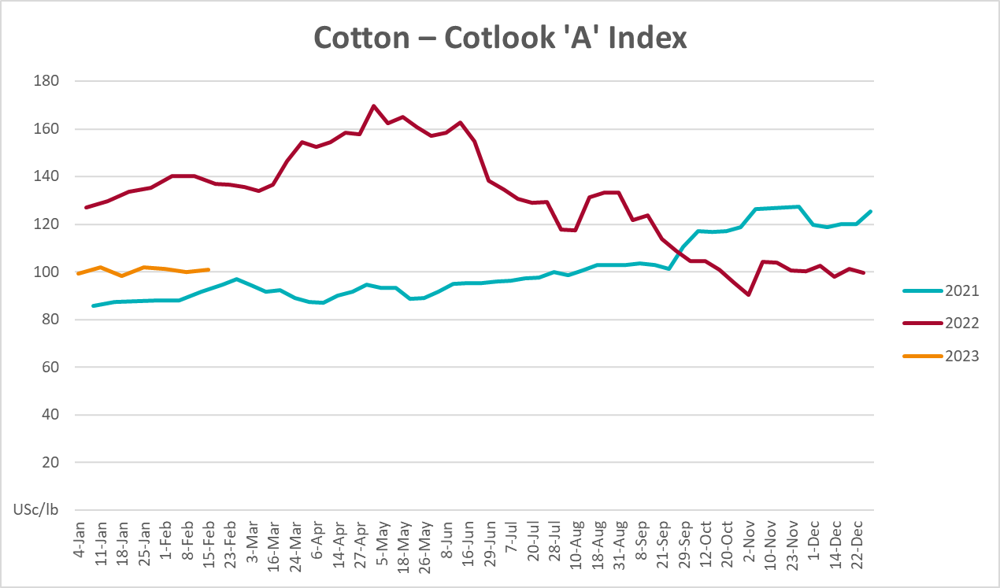 Cotton – Cotlook 'A' Index
180
160
140
120
100
80
60
40
20
USc/lb
4-Jan
11-Jan
18-Jan
25-Jan
1-Feb
8-Feb
15-Feb
23-Feb
3-Mar
16-Mar
24-Mar
6-Apr
14-Apr
27-Apr
5-May
18-May
26-May
8-Jun
16-Jun
29-Jun
7-Jul
20-Jul
28-Jul
10-Aug
18-Aug
31-Aug
8-Sep
21-Sep
29-Sep
12-Oct
20-Oct
2-Nov
10-Nov
23-Nov
1-Dec
14-Dec
22-Dec
2021
2022
2023